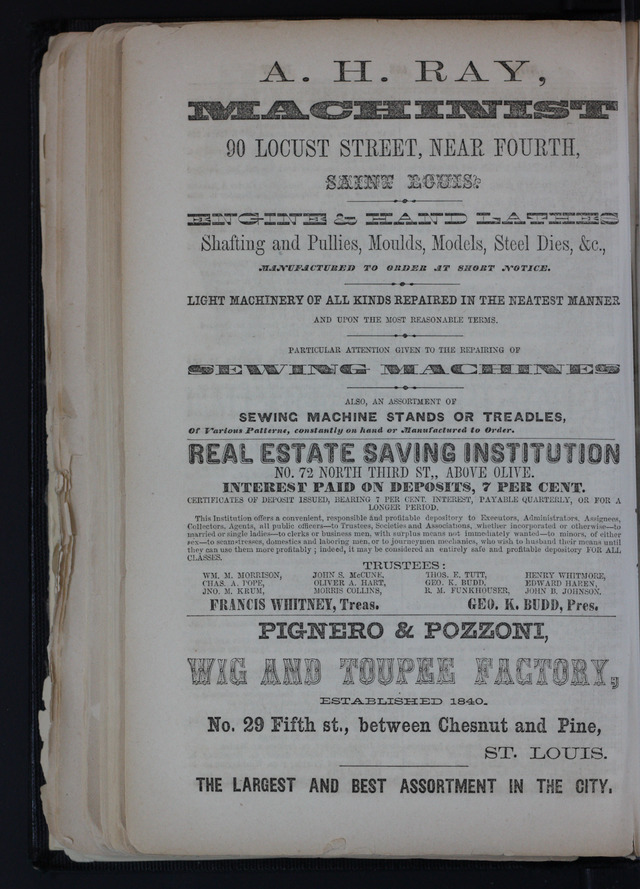 A. H. RAY,
MACHINIST
90 LOCUST STREET, NEAR FOURTH,
SAINT LOUIS.
ENGINE & HAND LATHES
Shafting and Pullies, Moulds, Models, Steel Dies, &c.,
MANUFACTURED TO ORDER AT SHORT NOTICE.
LIGHT MACHINERY OF ALL KINDS REPAIRED IN THE NEATEST MANNER
AND UPON THE MOST REASONABLE TERMS.
PARTICULAR ATTENTION GIVEN TO THE REPAIRING OF
SEWING MACHINES
ALSO, AN ASSORTMENT OF
SEWING MACHINE STANDS OR TREADLES,
Of Various Patterns, constantly on hand or Manufactured to Order.
REAL ESTATE SAVING INSTITUTION
NO. 72 NORTH THIRD ST., ABOVE OLIVE.
INTEREST PAID ON DEPOSITS, 7 PER CENT.
CERTIFICATES OF DEPOSIT ISSUED, BEARING 7 PER CENT. INTEREST, PAYABLE QUARTERLY, OR FOR A
LONGER PERIOD.
This Institution offers a convenient, responsible and profitable depository to Executors, Administrators, Assignees,
Collectors, Agents, all public officers—to Trustees, Societies and Associations, whether incorporated or otherwise—to
married or single ladies—to clerks or business men, with surplus means not immediately wanted—to minors, of either
sex—to seamstresses, domestics and laboring men, or to journeymen mechanics, who wish to husband their means until
they can use them more profitably; indeed, it may be considered an entirely safe and profitable depository FOR ALL
CLASSES.
TRUSTEES:
WM. M. MORRISON, JOHN S. McCUNE, THOS. E. TUTT, HENRY WHITMORE,
CHAS. A. POPE, OLIVER A. HART, GEO. K. BUDD, EDWARD HAREN,
JNO. M. KRUM, MORRIS COLLINS, R. M. FUNKHOUSER, JOHN B. JOHNSON.
FRANCIS WHITNEY, Treas. GEO. K. BUDD, Pres.
PIGNERO & POZZONI,
WIG AND TOUPEE FACTORY,
ESTABLISHED 1840.
No. 29 Fifth st., between Chesnut and Pine,
ST. LOUIS.
THE LARGEST AND BEST ASSORTMENT IN THE CITY.